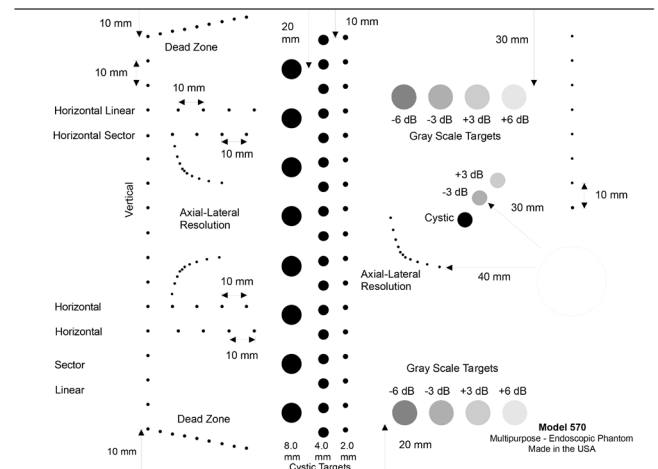 10 mm
Dead Zone
20
mm
10 mm
30 mm
10 mm
10 mm
Horizontal Linear
Horizontal Sector
10 mm
-6 dB -3 dB +3 dB +6 dB
Gray Scale Targets
Vertical
+3 dB
-3 dB
10 mm
30 mm
Cystic
Axial-Lateral
Resolution
40 mm
Axial-Lateral
Resolution
10 mm
Horizontal
Horizontal
10 mm
Sector
Linear
Gray Scale Targets
-6 dB -3 dB +3 dB +6 dB
Dead Zone
10 mm
8.0 4.0 2.0
mm mm mm
Cystic Targets
20 mm
Model 570
Multipurpose - Endoscopic Phantom
Made in the USA